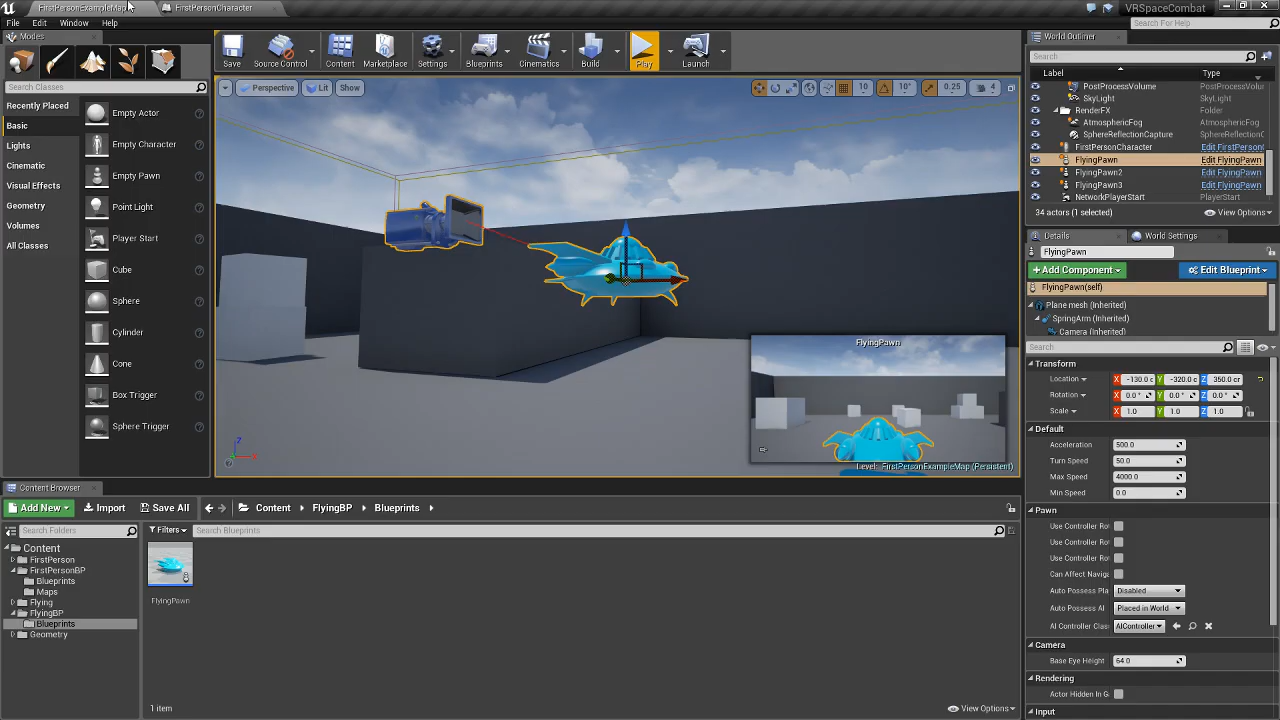 FirstPersonExampleMap
FirstPersonCharacter
VRSpaceCombat
File Edit Window Help
Search For Help
Modes
Search Classes
Recently Placed
Basic
Lights
Cinematic
Visual Effects
Geometry
Volumes
All Classes
Empty Actor
Empty Character
Empty Pawn
Point Light
Player Start
Cube
Sphere
Cylinder
Cone
Box Trigger
Sphere Trigger
Save
Source Control
Content
Marketplace
Settings
Blueprints
Cinematics
Build
Play
Launch
Perspective
Lit
Show
10
10°
0.25
4
FlyingPawn
Level: FirstPersonExampleMap (Persistent)
World Outliner
Search
Label Type
PostProcessVolume PostProcessVolu
SkyLight SkyLight
RenderFX Folder
AtmosphericFog AtmosphericFog
SphereReflectionCapture SphereReflectionC
FirstPersonCharacter Edit FirstPerson
FlyingPawn Edit FlyingPawn
FlyingPawn2 Edit FlyingPawn
FlyingPawn3 Edit FlyingPawn
NetworkPlayerStart PlayerStart
34 actors (1 selected) View Options
Details World Settings
FlyingPawn
+Add Component
Edit Blueprint
FlyingPawn(self)
Plane mesh (Inherited)
SpringArm (Inherited)
Camera (Inherited)
Search
Transform
Location X -130.0 c Y -320.0 c Z 350.0 cr
Rotation X 0.0 ° Y 0.0 ° Z 0.0 °
Scale X 1.0 Y 1.0 Z 1.0
Default
Acceleration 500.0
Turn Speed 50.0
Max Speed 4000.0
Min Speed 0.0
Pawn
Use Controller Rot
Use Controller Rot
Use Controller Rot
Can Affect Naviga
Auto Possess Pla Disabled
Auto Possess AI Placed in World
AI Controller Clas AIController
Camera
Base Eye Height 64.0
Rendering
Actor Hidden In G
Input
Content Browser
Add New
Import
Save All
Content
FlyingBP
Blueprints
Search Folders
Filters
Search Blueprints
Content
FirstPerson
FirstPersonBP
Blueprints
Maps
Flying
FlyingBP
Blueprints
Geometry
FlyingPawn
1 item
View Options